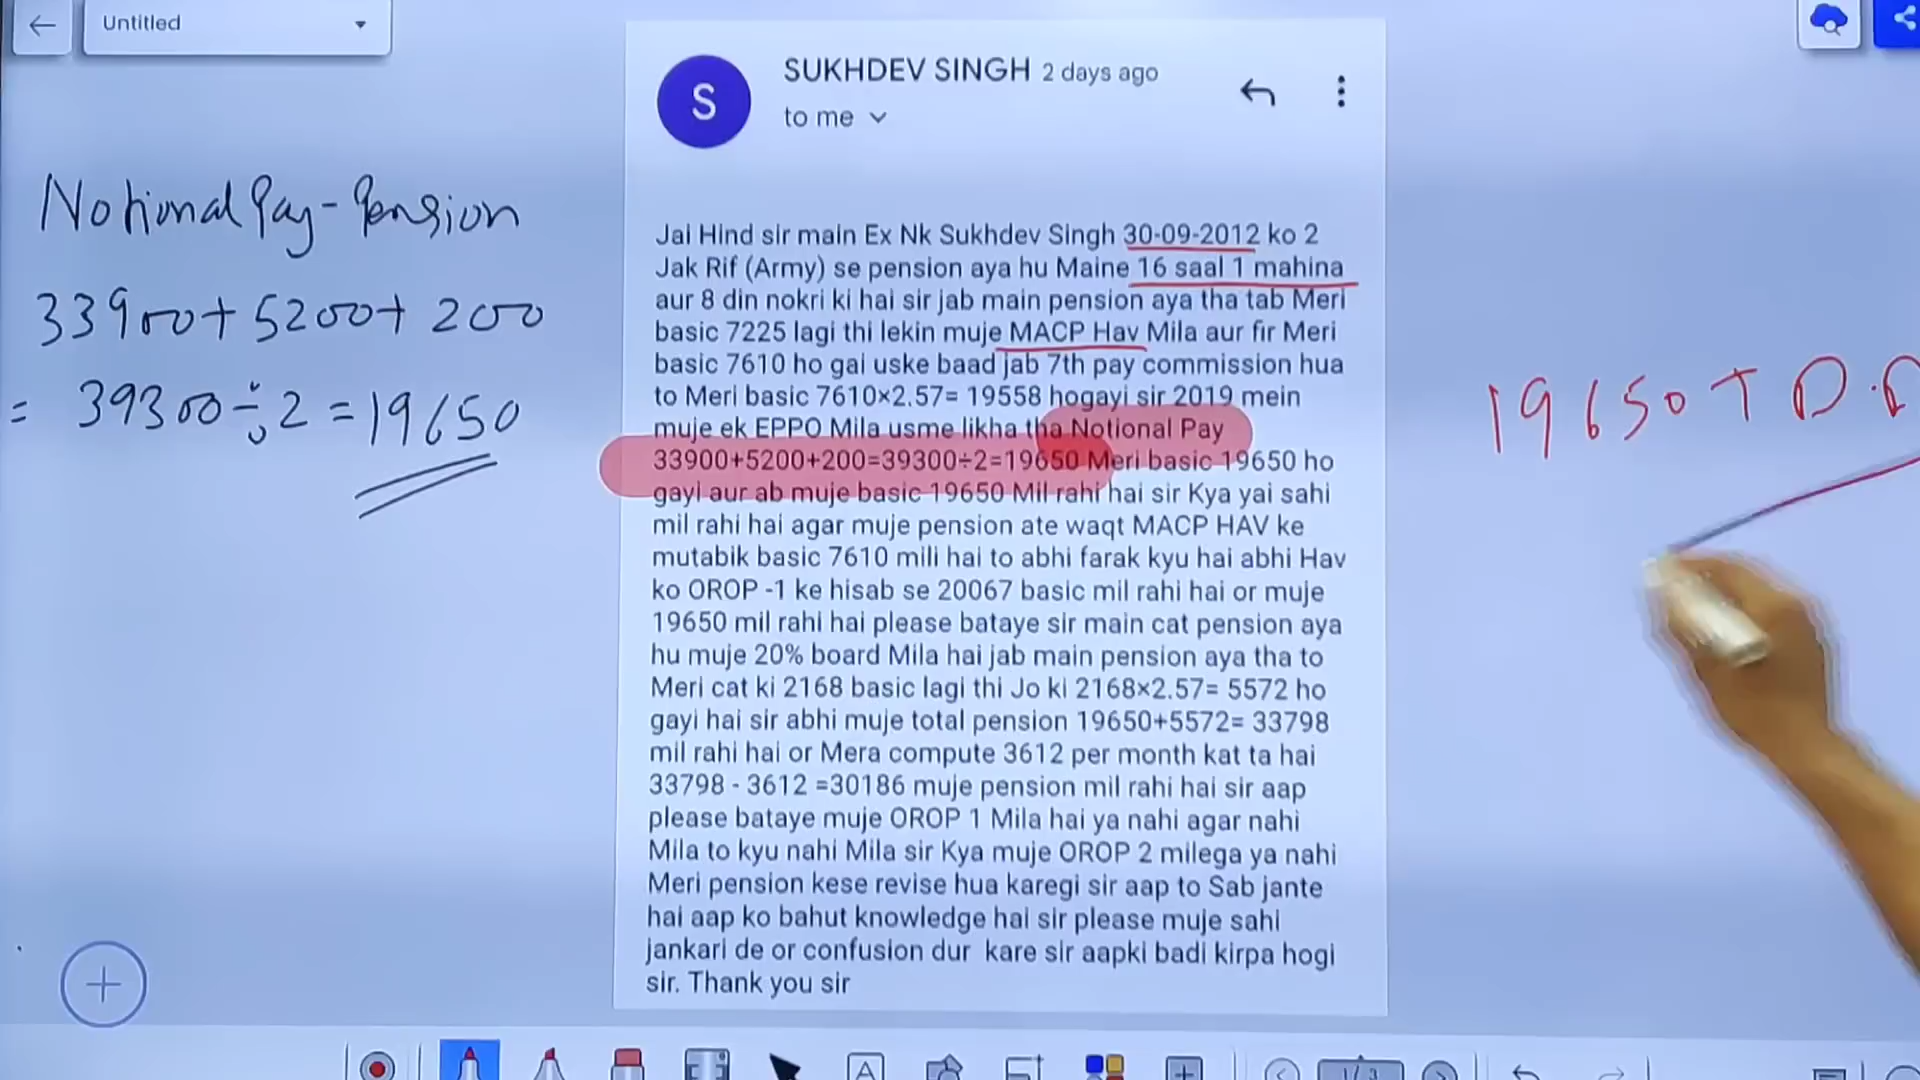 Untitled
SUKHDEV SINGH 2 days ago
S
to me
Notional Pay-Pension
33900+5200+ 200
= 39300÷2=19650
Jai Hind sir main Ex Nk Sukhdev Singh 30-09-2012 ko 2
Jak Rif (Army) se pension aya hu Maine 16 saal 1 mahina
aur 8 din nokri ki hai sir jab main pension aya tha tab Meri
basic 7225 lagi thi lekin muje MACP Hav Mila aur fir Meri
basic 7610 ho gai uske baad jab 7th pay commission hua
to Meri basic 7610×2.57= 19558 hogayi sir 2019 mein
muje ek EPPO Mila usme likha tha Notional Pay
33900+5200+200=39300÷2=19650 Meri basic 19650 ho
gayi aur ab muje basic 19650 Mil rahi hai sir Kya yai sahi
mil rahi hai agar muje pension ate waqt MACP HAV ke
mutabik basic 7610 mili hai to abhi farak kyu hai abhi Hav
ko OROP -1 ke hisab se 20067 basic mil rahi hai or muje
19650 mil rahi hai please bataye sir main cat pension aya
hu muje 20% board Mila hai jab main pension aya tha to
Meri cat ki 2168 basic lagi thi Jo ki 2168×2.57= 5572 ho
gayi hai sir abhi muje total pension 19650+5572= 33798
mil rahi hai or Mera compute 3612 per month kat ta hai
33798 - 3612 =30186 muje pension mil rahi hai sir aap
please bataye muje OROP 1 Mila hai ya nahi agar nahi
Mila to kyu nahi Mila sir Kya muje OROP 2 milega ya nahi
Meri pension kese revise hua karegi sir aap to Sab jante
hai aap ko bahut knowledge hai sir please muje sahi
jankari de or confusion dur kare sir aapki badi kirpa hogi
sir. Thank you sir
19650 + D.
A
1/3